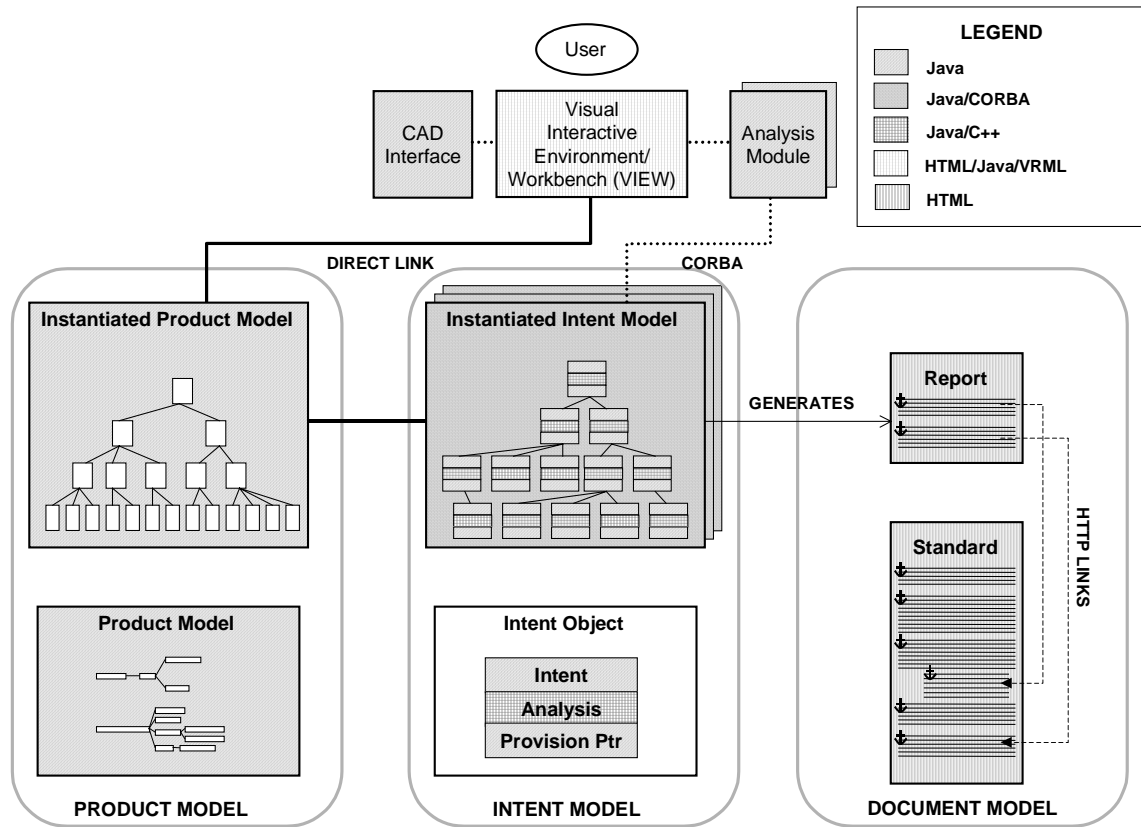 User
LEGEND
Java
Java/CORBA
Java/C++
HTML/Java/VRML
HTML
CAD
Interface
Visual
Interactive
Environment/
Workbench (VIEW)
Analysis
Module
DIRECT LINK
CORBA
Instantiated Product Model
Instantiated Intent Model
GENERATES
Report
HTTP LINKS
Standard
Product Model
Intent Object
Intent
Analysis
Provision Ptr
PRODUCT MODEL
INTENT MODEL
DOCUMENT MODEL